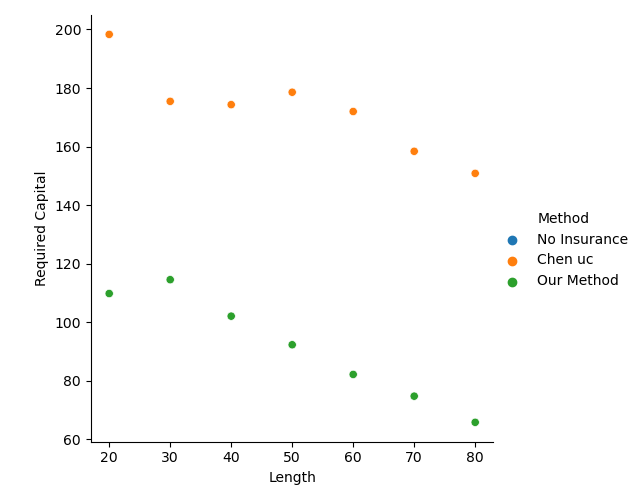 200
180
160
140
120
100
80
60
Required Capital
20 30 40 50 60 70 80
Length
Method
No Insurance
Chen uc
Our Method